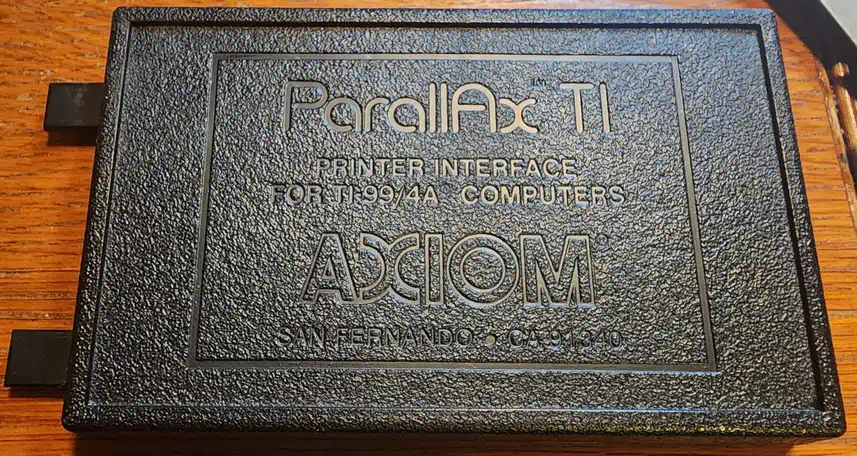 ParallAx™ TI
PRINTER INTERFACE
FOR TI-99/4A COMPUTERS
AXIOM®
SAN FERNANDO • CA 91340